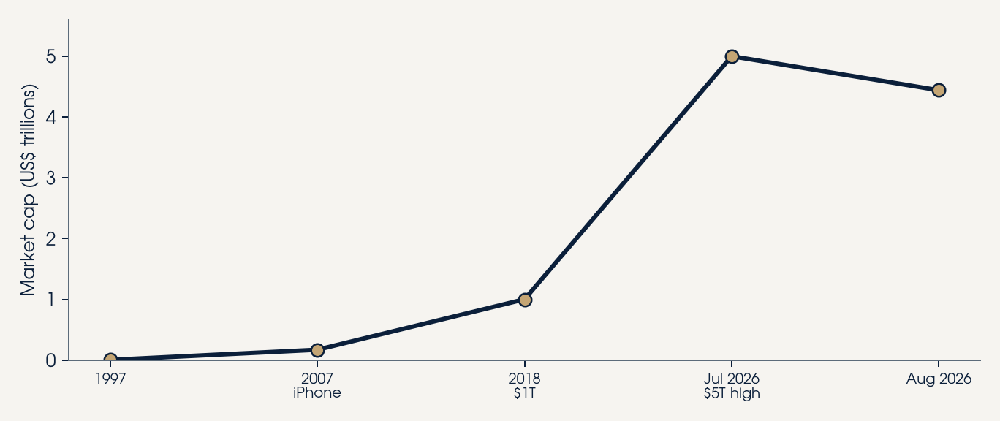 Market cap (US$ trillions)
5
4
3
2
1
0
1997
2007
iPhone
2018
$1T
Jul 2026
$5T high
Aug 2026